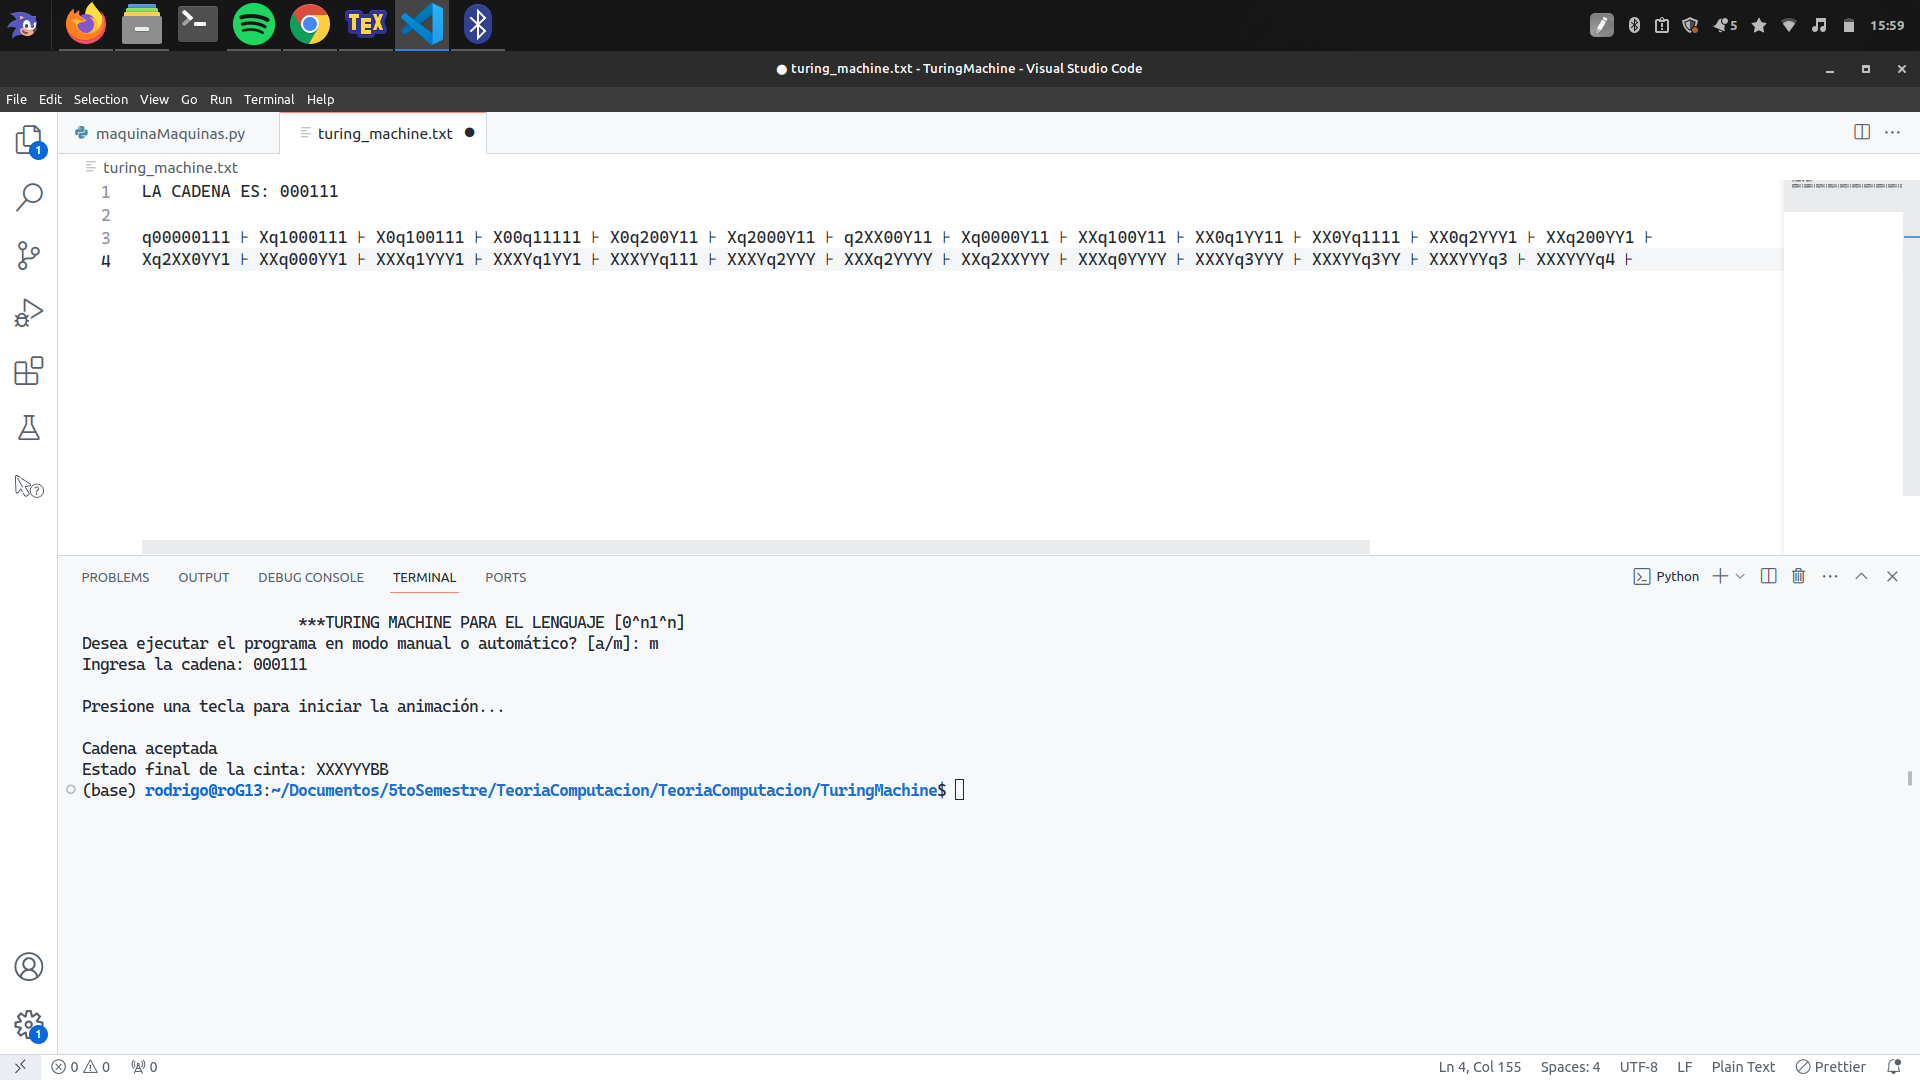 TEX
5
15:59
● turing_machine.txt - TuringMachine - Visual Studio Code
File Edit Selection View Go Run Terminal Help
1
maquinaMaquinas.py
turing_machine.txt
turing_machine.txt
1 LA CADENA ES: 000111
2
3 q00000111 ⊢ Xq1000111 ⊢ X0q100111 ⊢ X00q11111 ⊢ X0q200Y11 ⊢ Xq2000Y11 ⊢ q2XX00Y11 ⊢ Xq0000Y11 ⊢ XXq100Y11 ⊢ XX0q1YY11 ⊢ XX0Yq1111 ⊢ XX0q2YYY1 ⊢ XXq200YY1 ⊢
4 Xq2XX0YY1 ⊢ XXq000YY1 ⊢ XXXq1YYY1 ⊢ XXXYq1YY1 ⊢ XXXYYq111 ⊢ XXXYq2YYY ⊢ XXXq2YYYY ⊢ XXq2XXYYY ⊢ XXXq0YYYY ⊢ XXXYq3YYY ⊢ XXXYYq3YY ⊢ XXXYYYq3 ⊢ XXXYYYq4 ⊢
PROBLEMS OUTPUT DEBUG CONSOLE TERMINAL PORTS
Python
***TURING MACHINE PARA EL LENGUAJE [0^n1^n]
Desea ejecutar el programa en modo manual o automático? [a/m]: m
Ingresa la cadena: 000111
Presione una tecla para iniciar la animación...
Cadena aceptada
Estado final de la cinta: XXXYYYBB
(base) rodrigo@roG13:~/Documentos/5toSemestre/TeoriaComputacion/TeoriaComputacion/TuringMachine$
1
0 0 0
Ln 4, Col 155 Spaces: 4 UTF-8 LF Plain Text Prettier